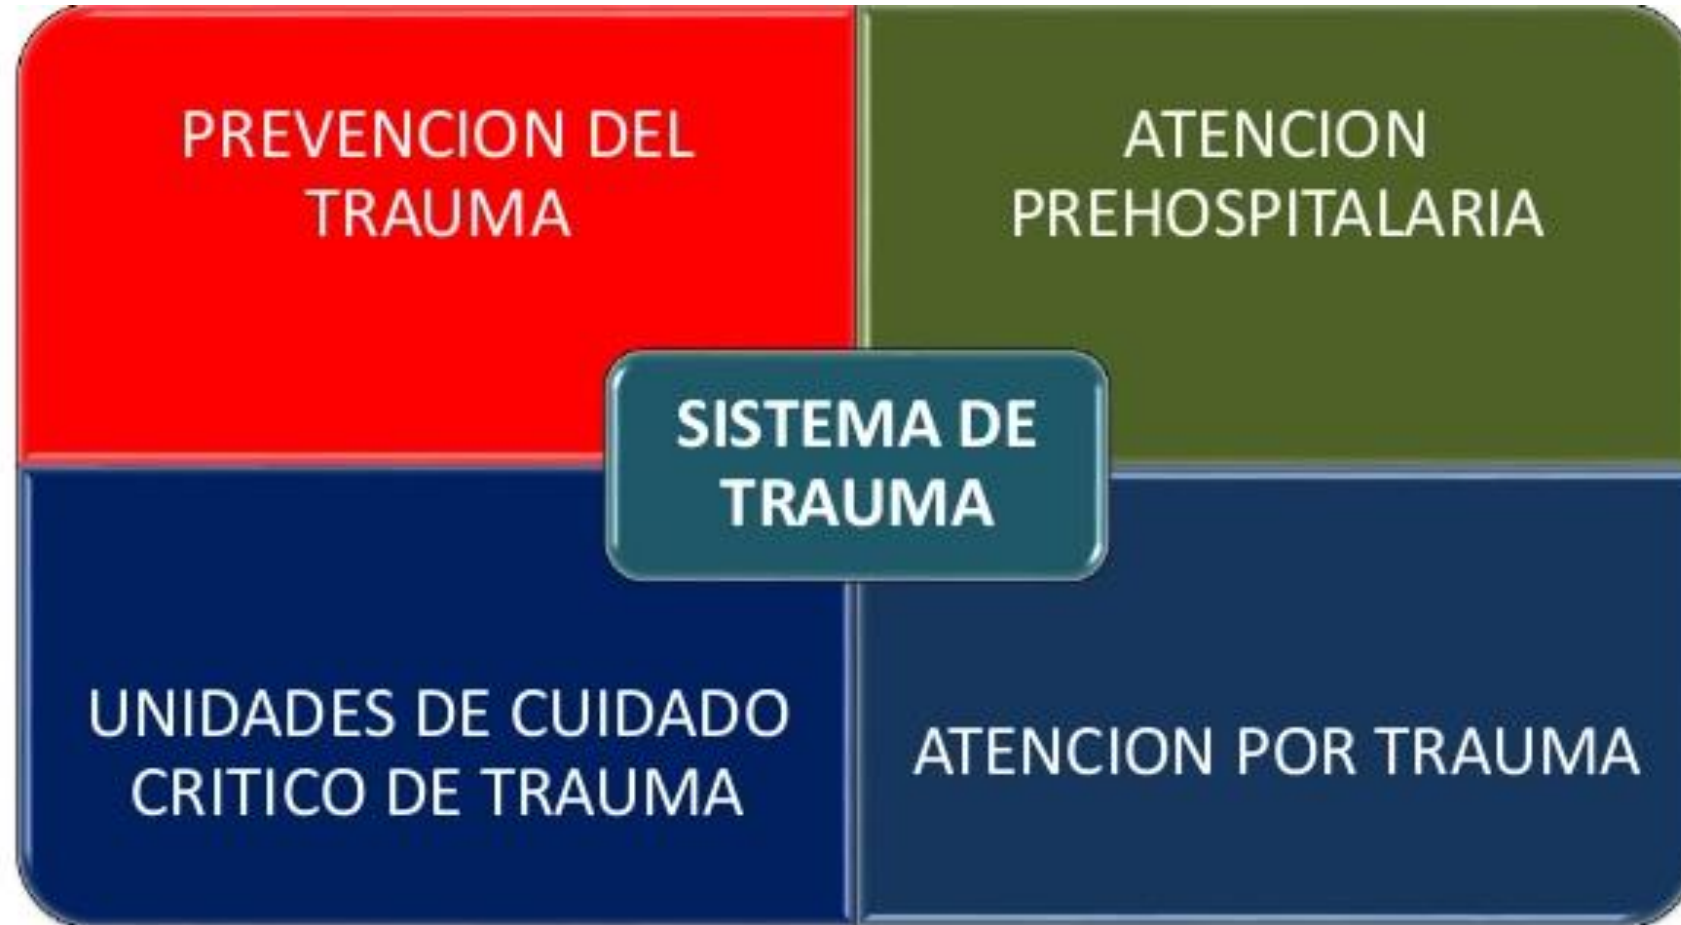 PREVENCION DEL
TRAUMA
ATENCION
PREHOSPITALARIA
SISTEMA DE
TRAUMA
UNIDADES DE CUIDADO
CRITICO DE TRAUMA
ATENCION POR TRAUMA